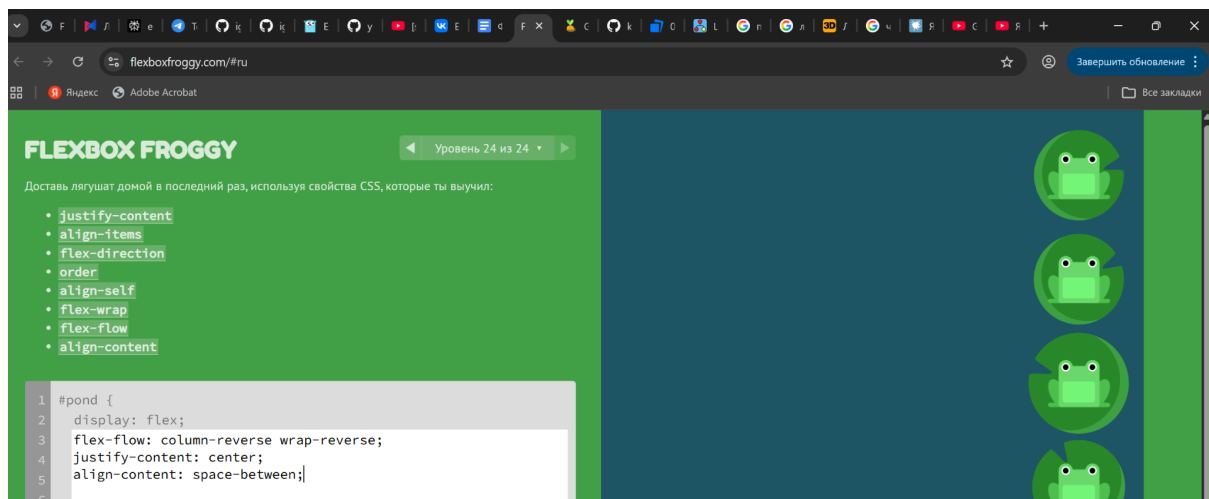 flexboxfroggy.com/#ru
Завершить обновление
Яндекс
Adobe Acrobat
Все закладки
FLEXBOX FROGGY
Уровень 24 из 24
Доставь лягушат домой в последний раз, используя свойства CSS, которые ты выучил:
• justify-content
• align-items
• flex-direction
• order
• align-self
• flex-wrap
• flex-flow
• align-content
1 #pond {
2 display: flex;
3 flex-flow: column-reverse wrap-reverse;
4 justify-content: center;
5 align-content: space-between;